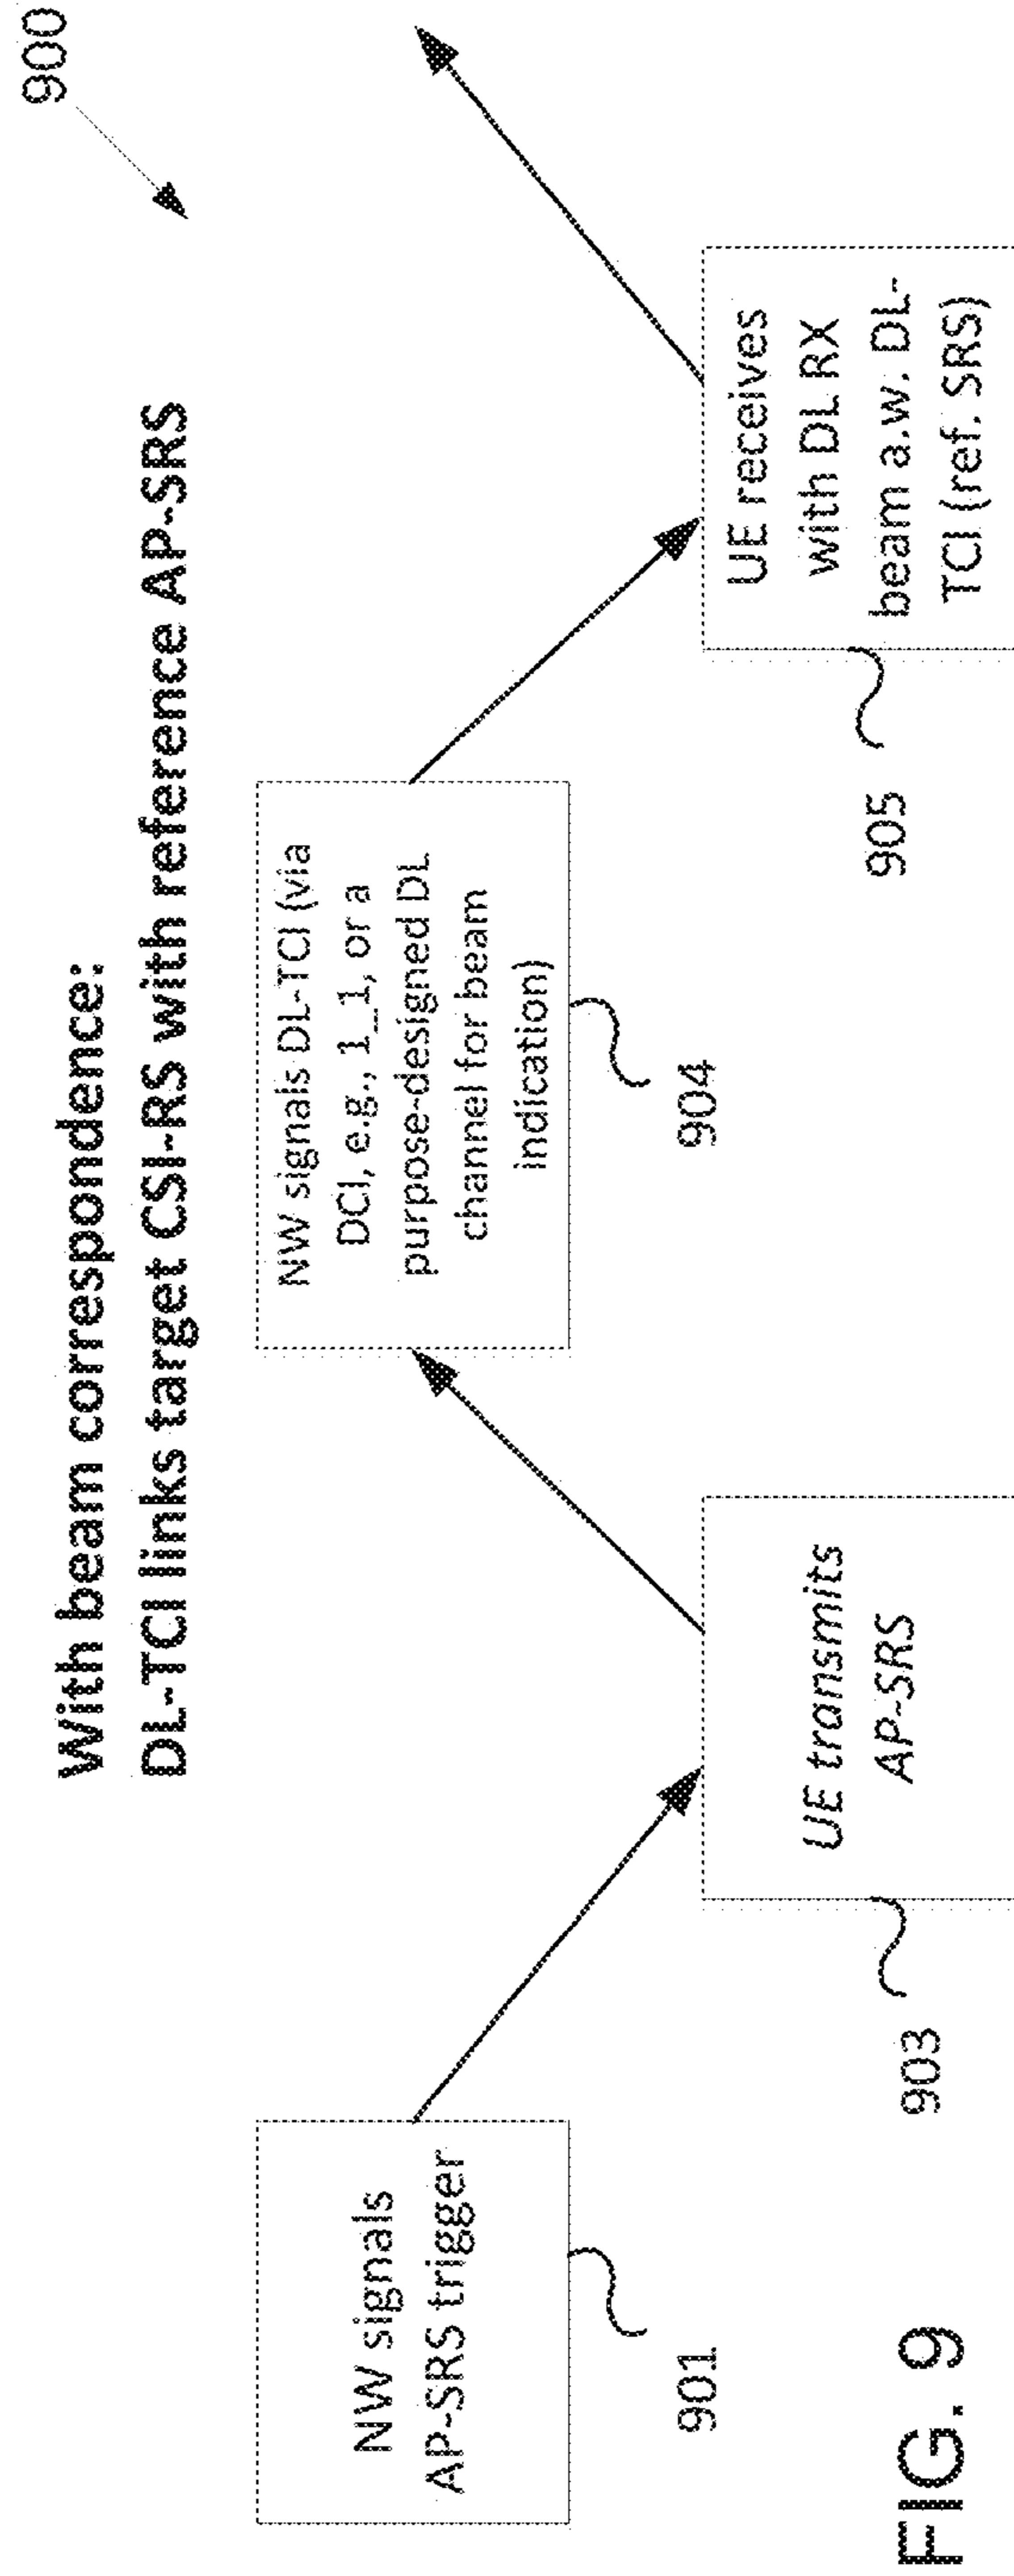 900
With beam correspondence:
DL-TCI links target CSI-RS with reference AP-SRS
NW signals
AP-SRS trigger
901
UE transmits
AP-SRS
903
NW signals DL-TCI (via
DCI, e.g., 1_1, or a
purpose-designed DL
channel for beam
indication)
904
UE receives
with DL RX
beam a.w. DL-
TCI (ref. SRS)
905
FIG. 9